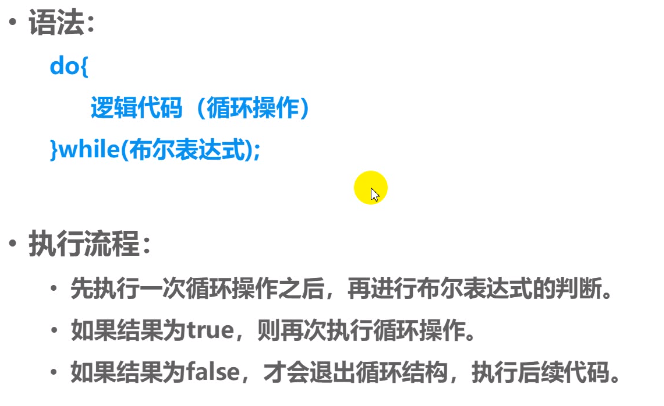 • 语法：
do{
逻辑代码（循环操作）
}while(布尔表达式);
• 执行流程：
• 先执行一次循环操作之后，再进行布尔表达式的判断。
• 如果结果为true，则再次执行循环操作。
• 如果结果为false，才会退出循环结构，执行后续代码。